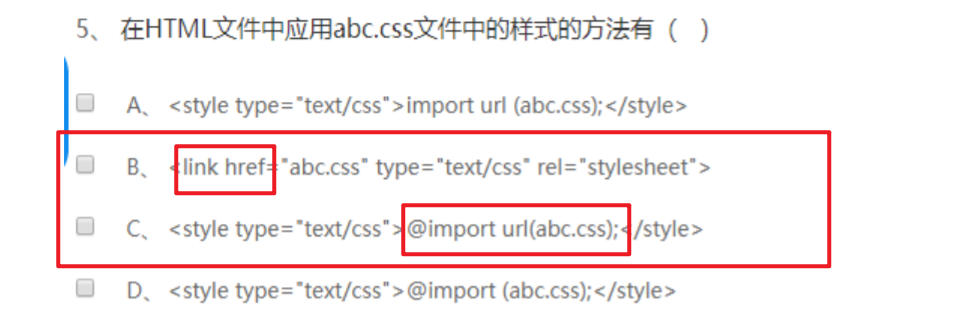 5、 在HTML文件中应用abc.css文件中的样式的方法有（ ）
A、 <style type="text/css">import url (abc.css);</style>
B、 <link href="abc.css" type="text/css" rel="stylesheet">
C、 <style type="text/css">@import url(abc.css);</style>
D、 <style type="text/css">@import (abc.css);</style>